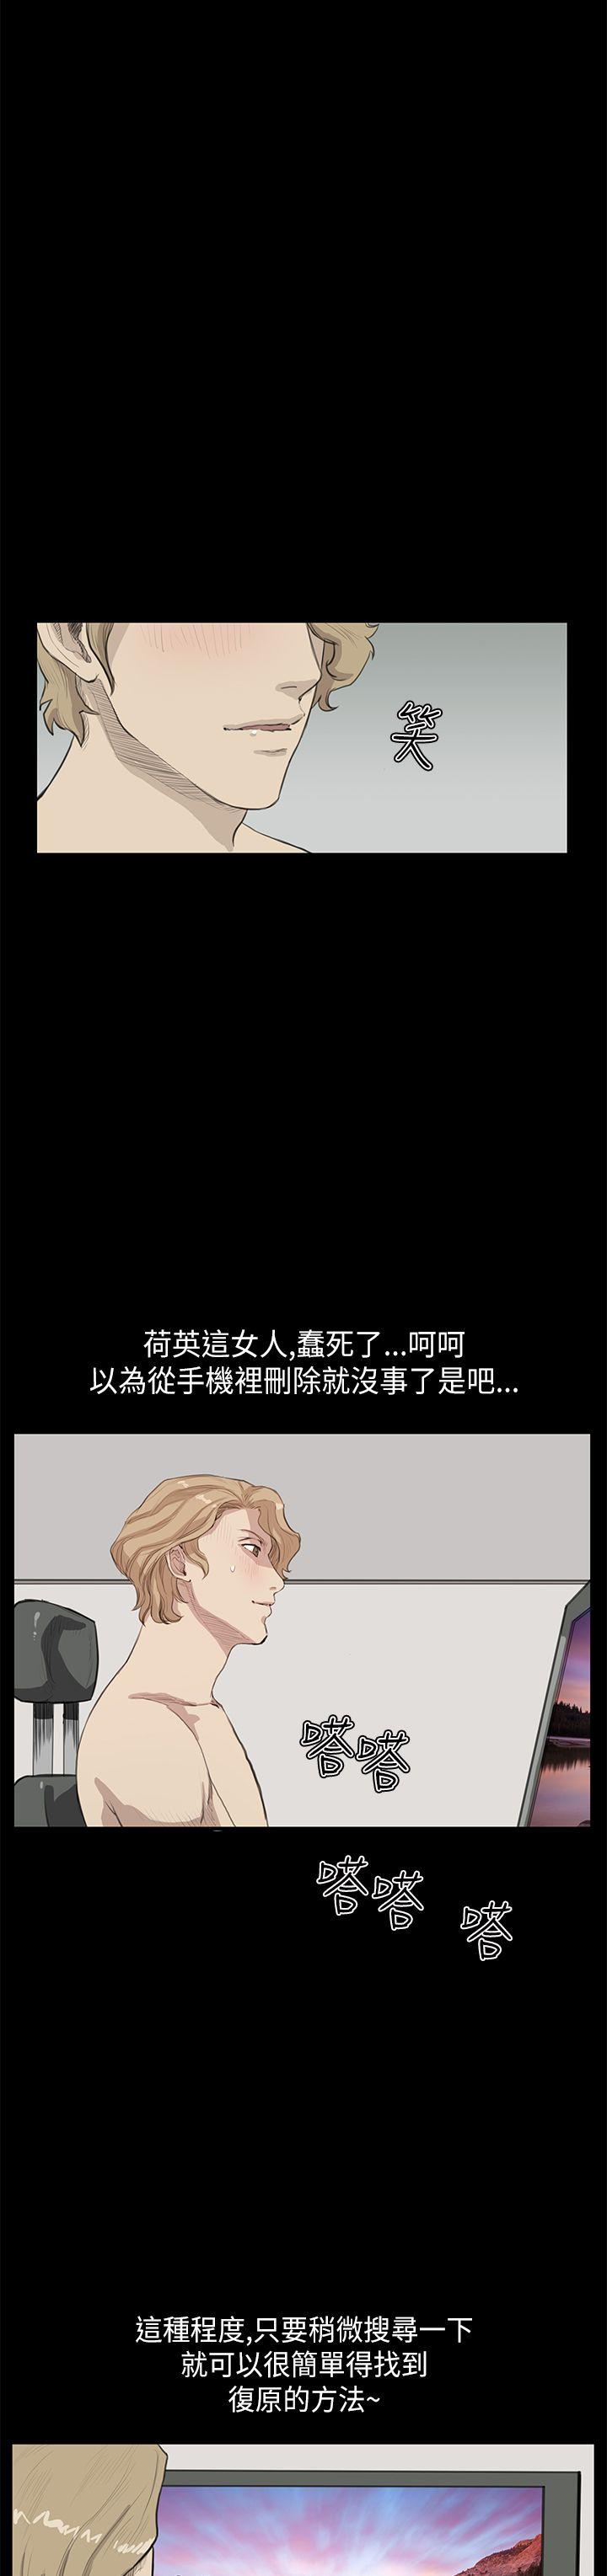 笑
荷英這女人,蠢死了...呵呵
以為從手機裡刪除就沒事了是吧...
嗒嗒
嗒嗒 嗒
這種程度,只要稍微搜尋一下
就可以很簡單得找到
復原的方法~